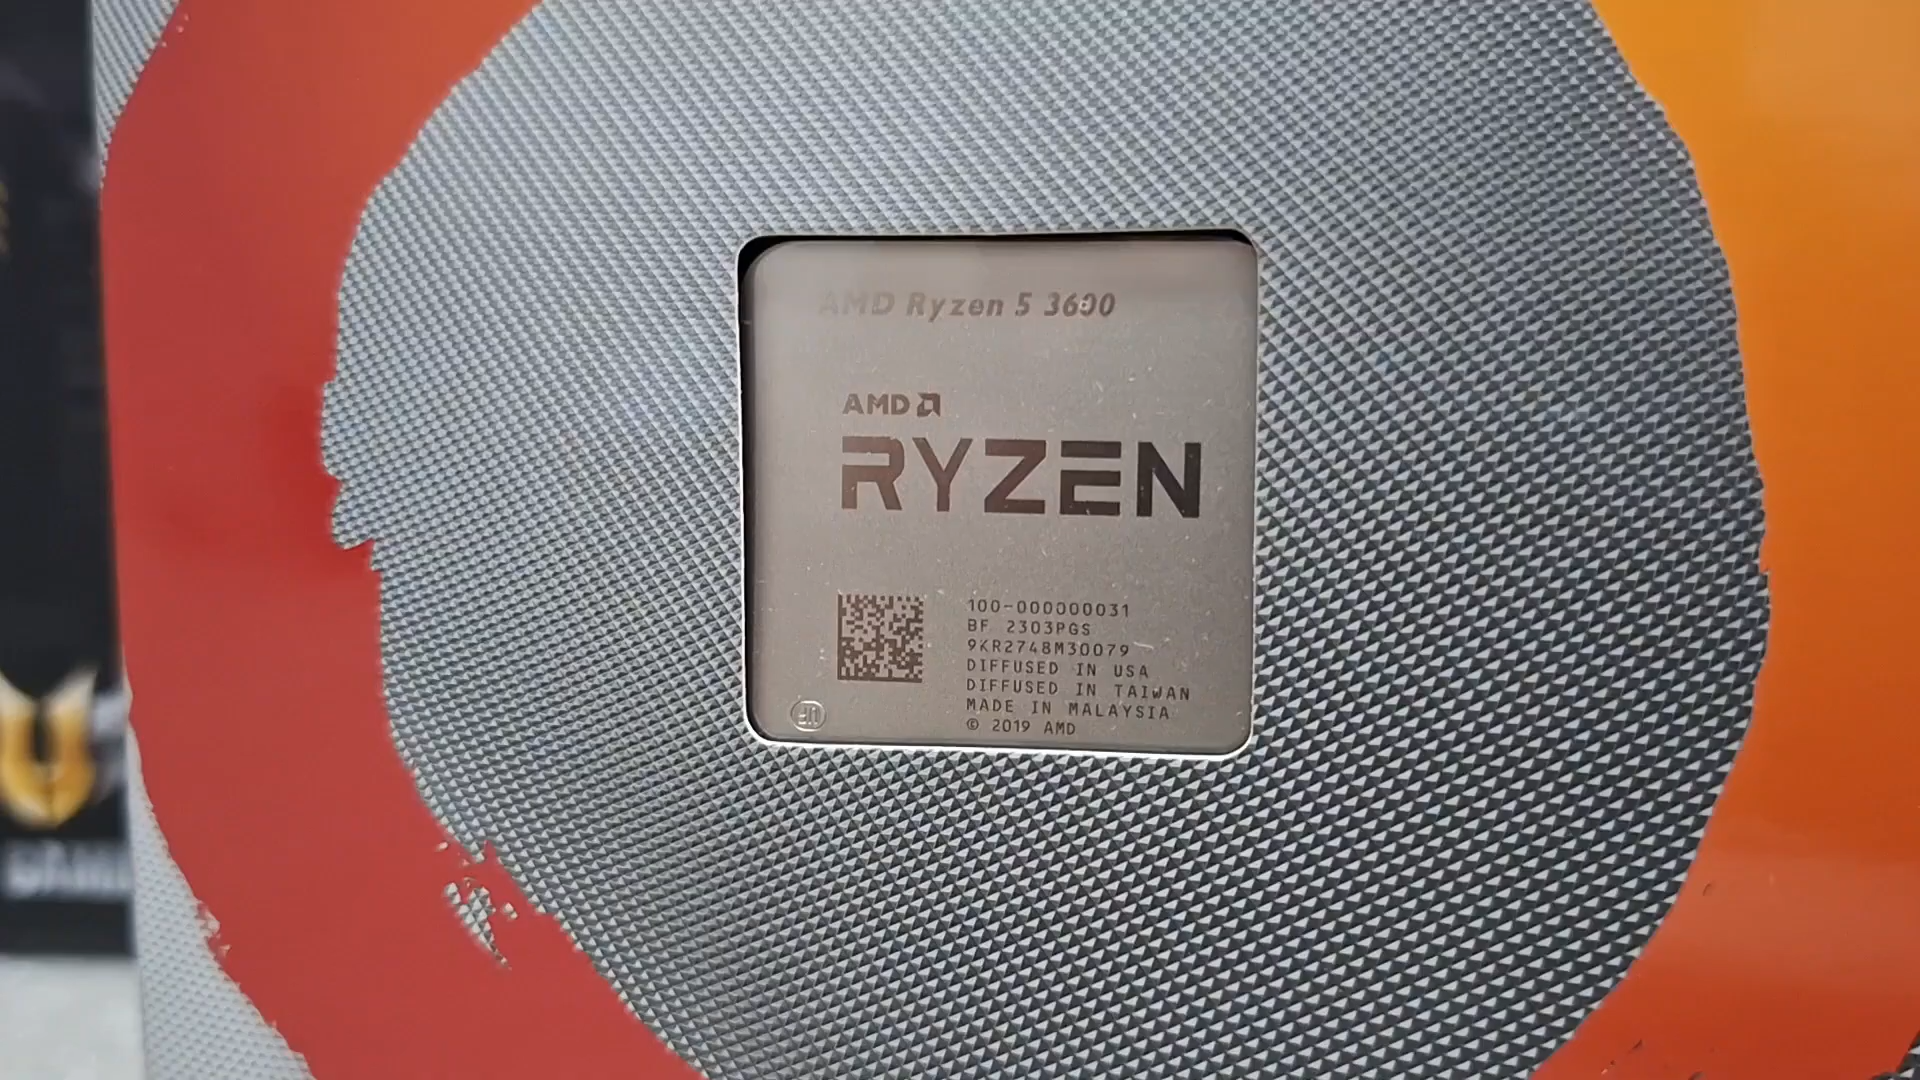 AMD Ryzen 5 3600
AMD
RYZEN
100-000000031
BF 2303PGS
9KR2748M30079
DIFFUSED IN USA
DIFFUSED IN TAIWAN
MADE IN MALAYSIA
© 2019 AMD